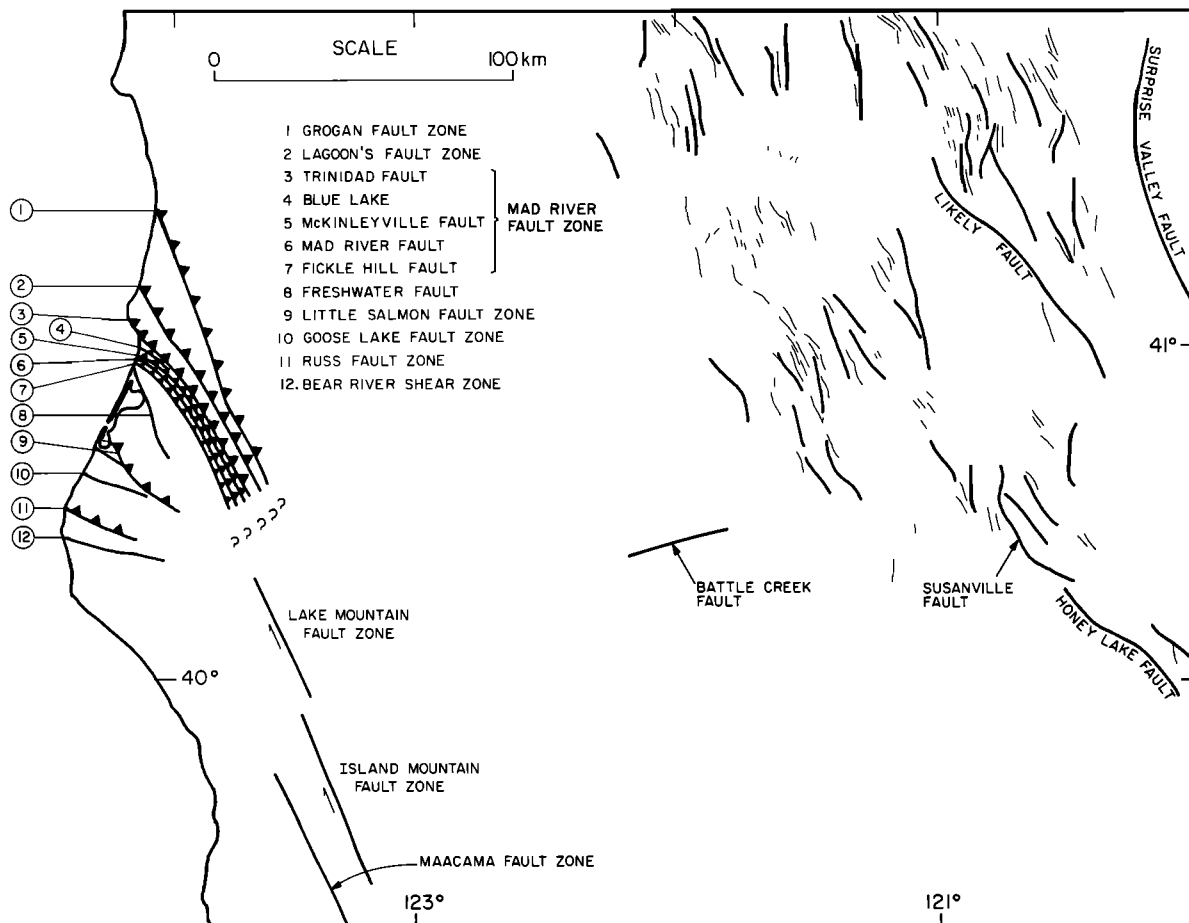 SCALE
0 100 km
1 GROGAN FAULT ZONE
2 LAGOON'S FAULT ZONE
3 TRINIDAD FAULT
4 BLUE LAKE
5 McKINLEYVILLE FAULT
6 MAD RIVER FAULT
7 FICKLE HILL FAULT
MAD RIVER
FAULT ZONE
8 FRESHWATER FAULT
9 LITTLE SALMON FAULT ZONE
10 GOOSE LAKE FAULT ZONE
11 RUSS FAULT ZONE
12. BEAR RIVER SHEAR ZONE
1
2
3
4
5
6
7
8
9
10
11
12
? ? ? ? ?
SURPRISE VALLEY FAULT
LIKELY FAULT
41°
BATTLE CREEK
FAULT
SUSANVILLE
FAULT
HONEY LAKE FAULT
LAKE MOUNTAIN
FAULT ZONE
40°
ISLAND MOUNTAIN
FAULT ZONE
MAACAMA FAULT ZONE
123°
121°